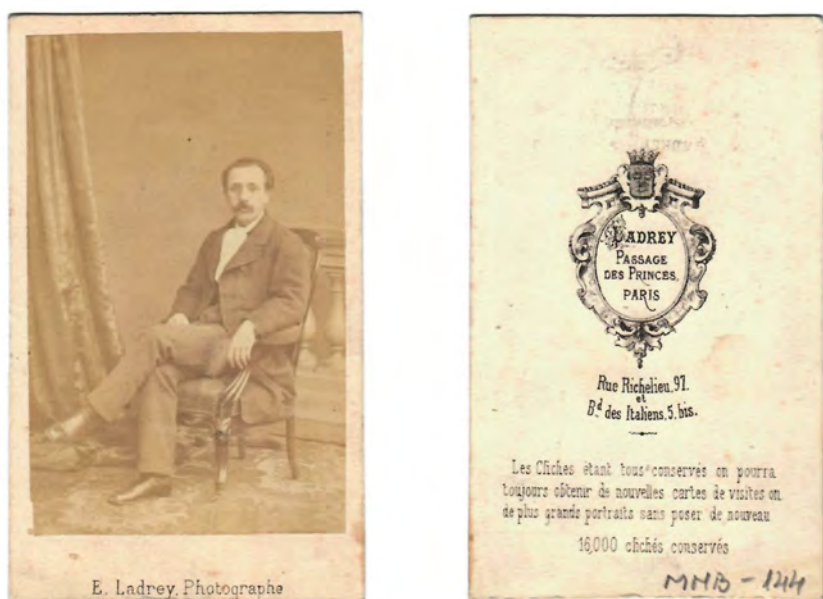 E. Ladrey, Photographe
LADREY
PASSAGE
DES PRINCES,
PARIS
Rue Richelieu, 97.
et
Bd des Italiens, 5. bis.
Les Clichés étant tous conservés on pourra
toujours obtenir de nouvelles cartes de visites ou
de plus grands portraits sans poser de nouveau
16,000 clichés conservés
MMB-144